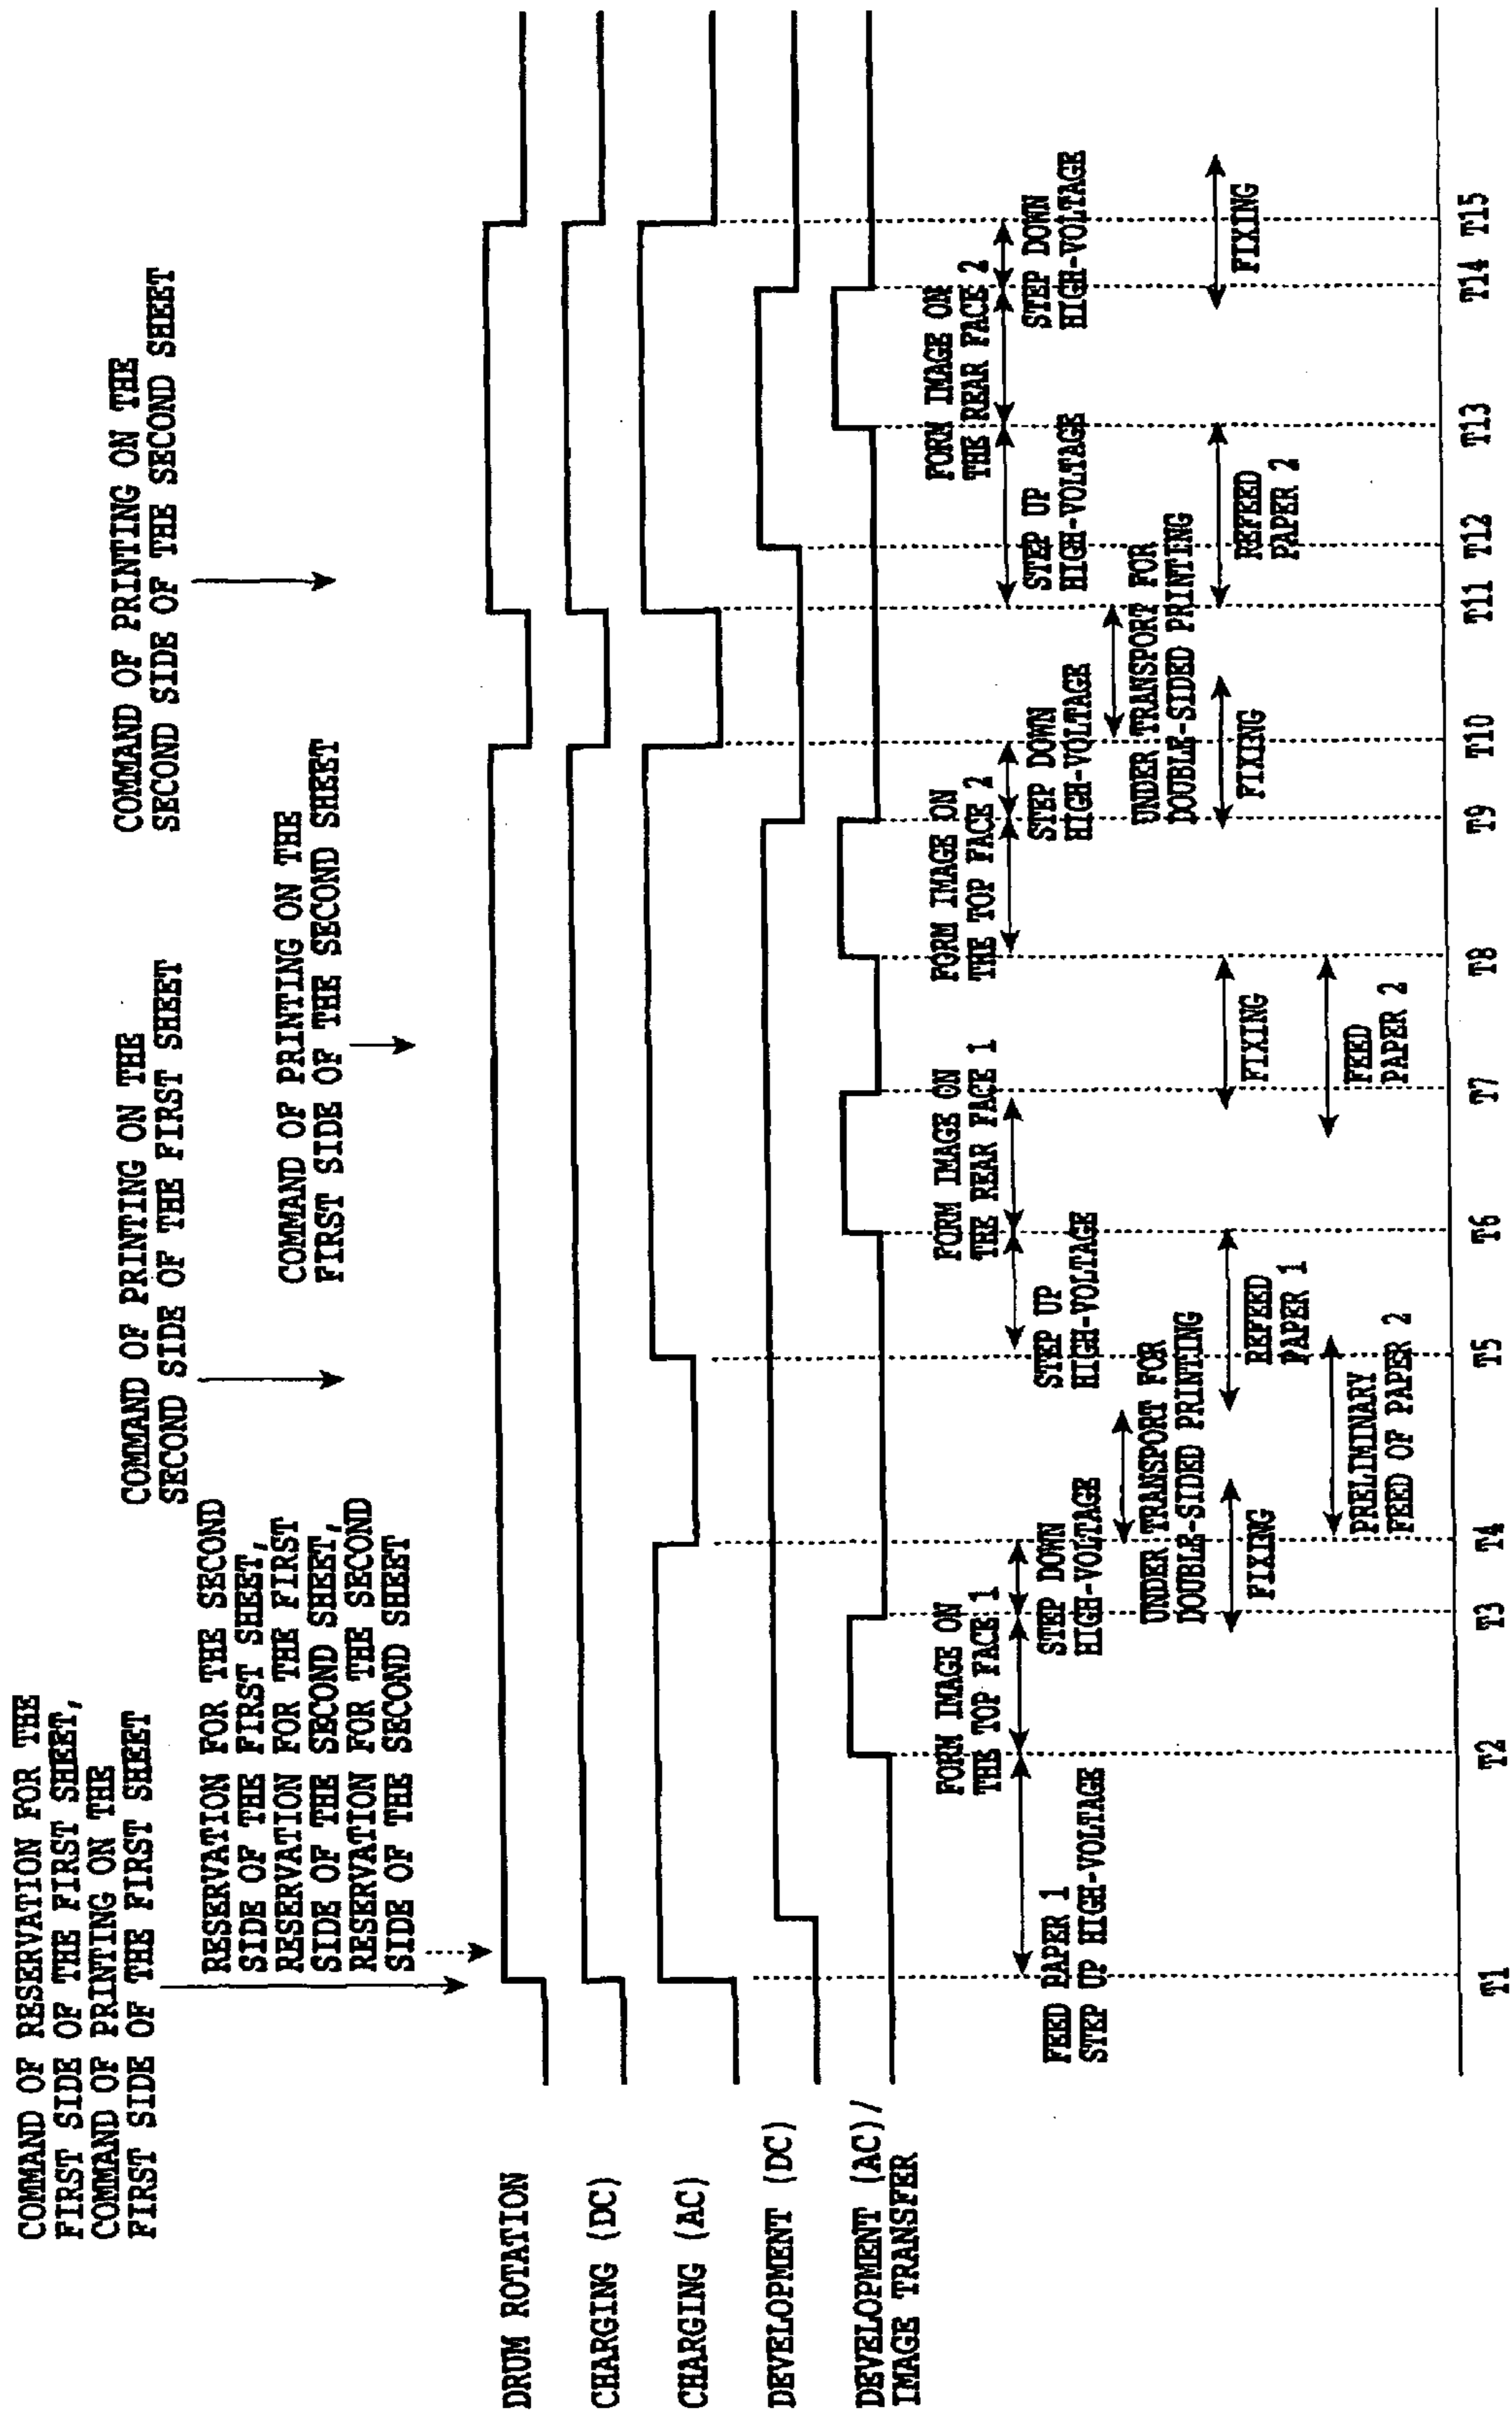 COMMAND OF RESERVATION FOR THE
FIRST SIDE OF THE FIRST SHEET,
COMMAND OF PRINTING ON THE
FIRST SIDE OF THE FIRST SHEET
RESERVATION FOR THE SECOND
SIDE OF THE FIRST SHEET,
RESERVATION FOR THE FIRST
SIDE OF THE SECOND SHEET,
RESERVATION FOR THE SECOND
SIDE OF THE SECOND SHEET
COMMAND OF PRINTING ON THE
SECOND SIDE OF THE FIRST SHEET
COMMAND OF PRINTING ON THE
FIRST SIDE OF THE SECOND SHEET
COMMAND OF PRINTING ON THE
SECOND SIDE OF THE SECOND SHEET
DRUM ROTATION
CHARGING (DC)
CHARGING (AC)
DEVELOPMENT (DC)
DEVELOPMENT (AC)/
IMAGE TRANSFER
FEED PAPER 1
STEP UP HIGH-VOLTAGE
FORM IMAGE ON
THE TOP FACE 1
STEP DOWN
HIGH-VOLTAGE
UNDER TRANSPORT FOR
DOUBLE-SIDED PRINTING
FIXING
PRELIMINARY
FEED OF PAPER 2
STEP UP
HIGH-VOLTAGE
REFEED
PAPER 1
FORM IMAGE ON
THE REAR FACE 1
FIXING
FEED
PAPER 2
FORM IMAGE ON
THE TOP FACE 2
STEP DOWN
HIGH-VOLTAGE
UNDER TRANSPORT FOR
DOUBLE-SIDED PRINTING
FIXING
STEP UP
HIGH-VOLTAGE
REFEED
PAPER 2
FORM IMAGE ON
THE REAR FACE 2
STEP DOWN
HIGH-VOLTAGE
FIXING
T1 T2 T3 T4 T5 T6 T7 T8 T9 T10 T11 T12 T13 T14 T15